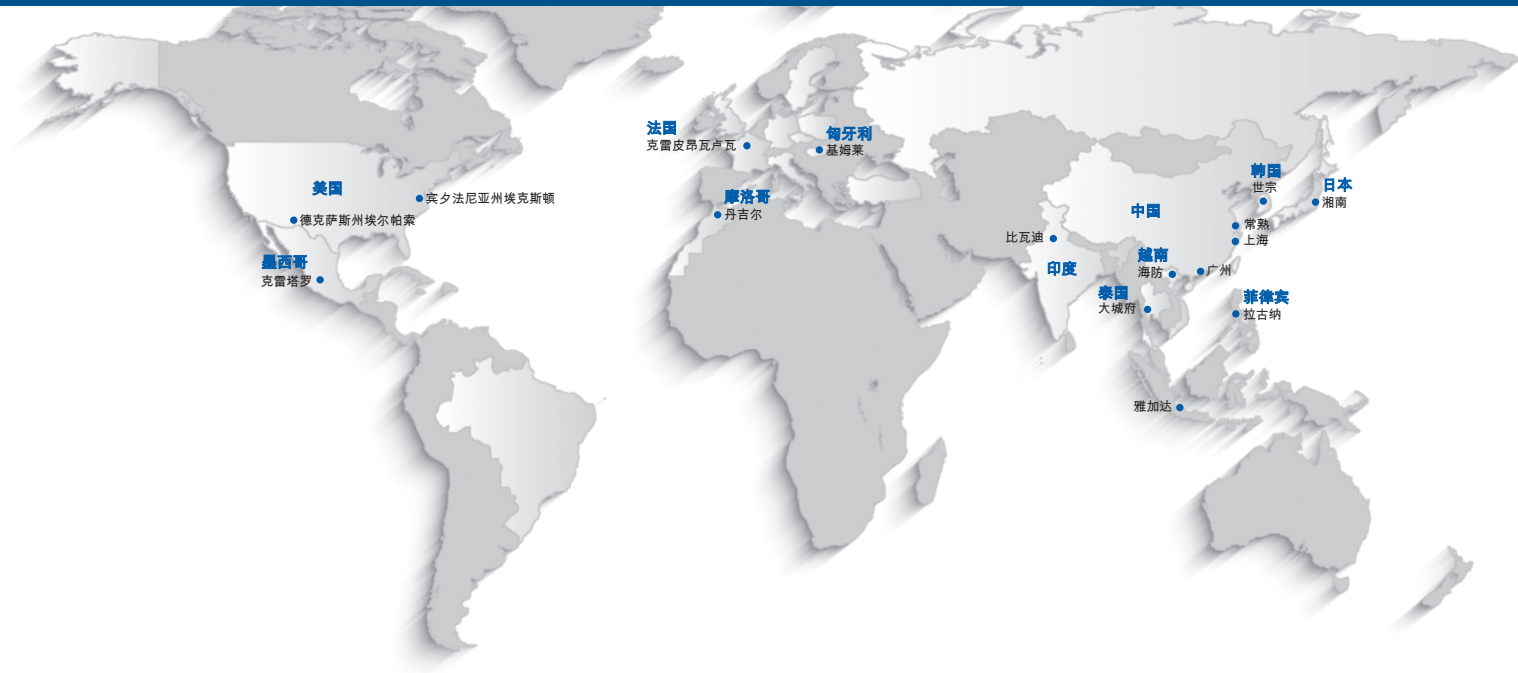 法国
克雷皮昂瓦卢瓦
匈牙利
基姆莱
美国
宾夕法尼亚州埃克斯顿
德克萨斯州埃尔帕索
墨西哥
克雷塔罗
摩洛哥
丹吉尔
韩国
世宗
日本
湘南
中国
常熟
上海
比瓦迪
印度
越南
海防
广州
泰国
大城府
菲律宾
拉古纳
雅加达